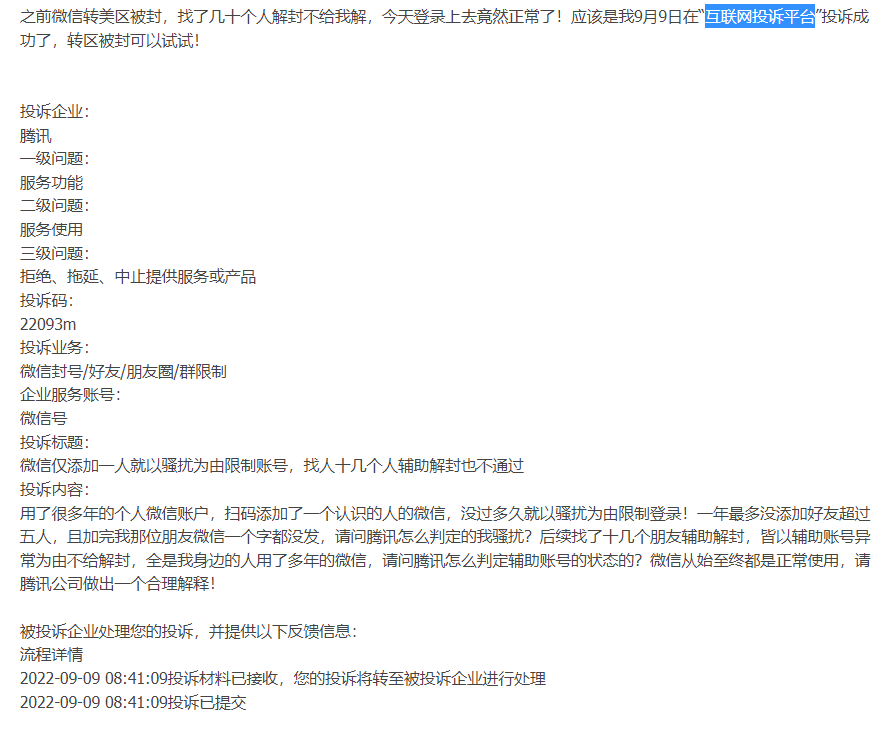 之前微信转美区被封，找了几十个人解封不给我解，今天登录上去竟然正常了！应该是我9月9日在“互联网投诉平台”投诉成
功了，转区被封可以试试！
投诉企业：
腾讯
一级问题：
服务功能
二级问题：
服务使用
三级问题：
拒绝、拖延、中止提供服务或产品
投诉码：
22093m
投诉业务：
微信封号/好友/朋友圈/群限制
企业服务账号：
微信号
投诉标题：
微信仅添加一人就以骚扰为由限制账号，找人十几个人辅助解封也不通过
投诉内容：
用了很多年的个人微信账户，扫码添加了一个认识的人的微信，没过多久就以骚扰为由限制登录！一年最多没添加好友超过
五人，且加完我那位朋友微信一个字都没发，请问腾讯怎么判定的我骚扰？后续找了十几个朋友辅助解封，皆以辅助账号异
常为由不给解封，全是我身边的人用了多年的微信，请问腾讯怎么判定辅助账号的状态的？微信从始至终都是正常使用，请
腾讯公司做出一个合理解释！
被投诉企业处理您的投诉，并提供以下反馈信息：
流程详情
2022-09-09 08:41:09投诉材料已接收，您的投诉将转至被投诉企业进行处理
2022-09-09 08:41:09投诉已提交